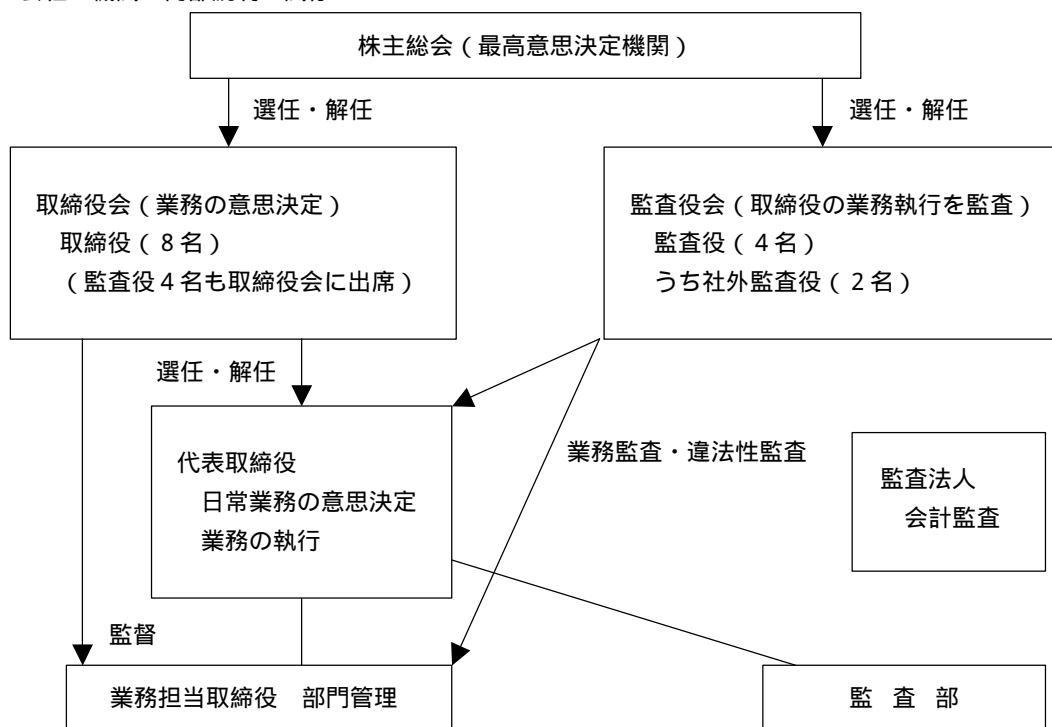 株主総会(最高意思決定機関)
選任・解任
選任・解任
取締役会(業務の意思決定)
取締役(8名)
(監査役4名も取締役会に出席)
監査役会(取締役の業務執行を監査)
監査役(4名)
うち社外監査役(2名)
選任・解任
代表取締役
日常業務の意思決定
業務の執行
業務監査・違法性監査
監査法人
会計監査
監督
業務担当取締役 部門管理
監 査 部